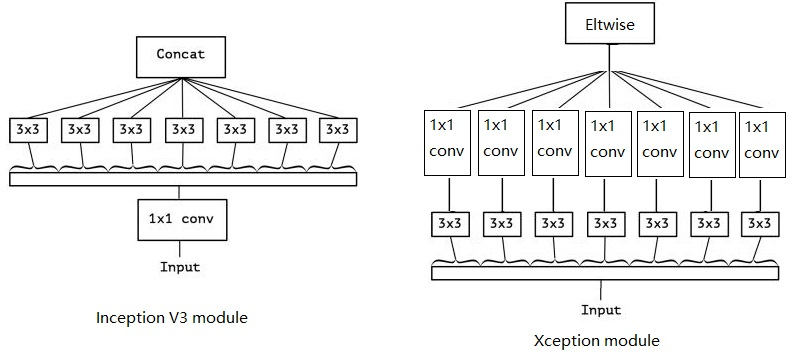 Concat
3x3 3x3 3x3 3x3 3x3 3x3 3x3
1x1 conv
Input
Inception V3 module
Eltwise
1x1 1x1 1x1 1x1 1x1 1x1 1x1
conv conv conv conv conv conv conv
3x3 3x3 3x3 3x3 3x3 3x3 3x3
Input
Xception module